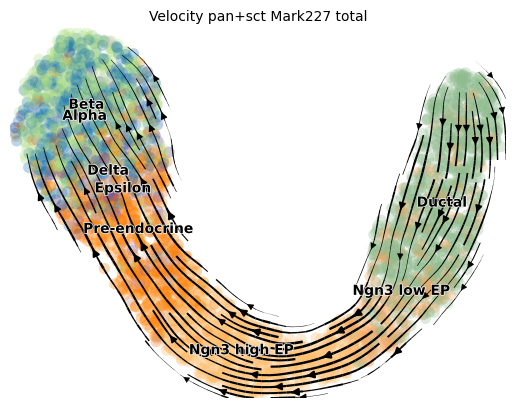 Velocity pan+sct Mark227 total
Beta
Alpha
Delta
Epsilon
Ductal
Pre-endocrine
Ngn3 low EP
Ngn3 high EP